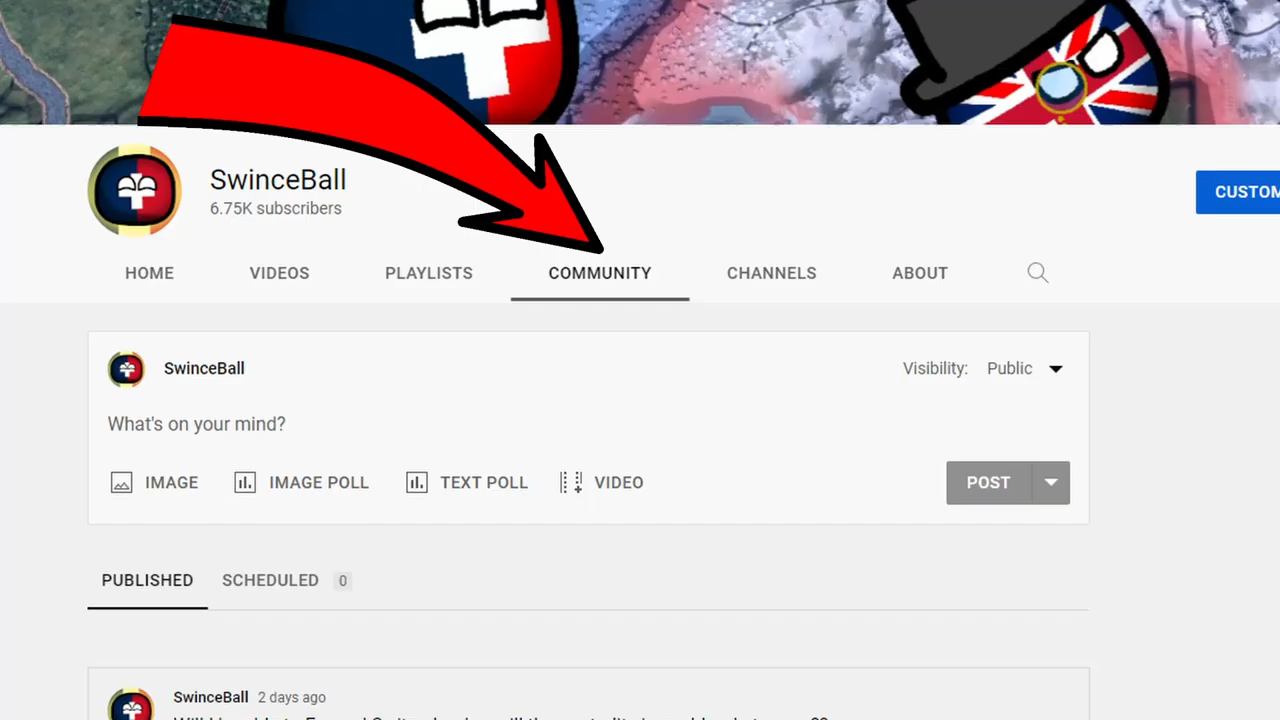 SwinceBall
6.75K subscribers
CUSTOM
HOME VIDEOS PLAYLISTS COMMUNITY CHANNELS ABOUT
SwinceBall
Visibility: Public
What's on your mind?
IMAGE IMAGE POLL TEXT POLL VIDEO POST
PUBLISHED SCHEDULED 0
SwinceBall 2 days ago